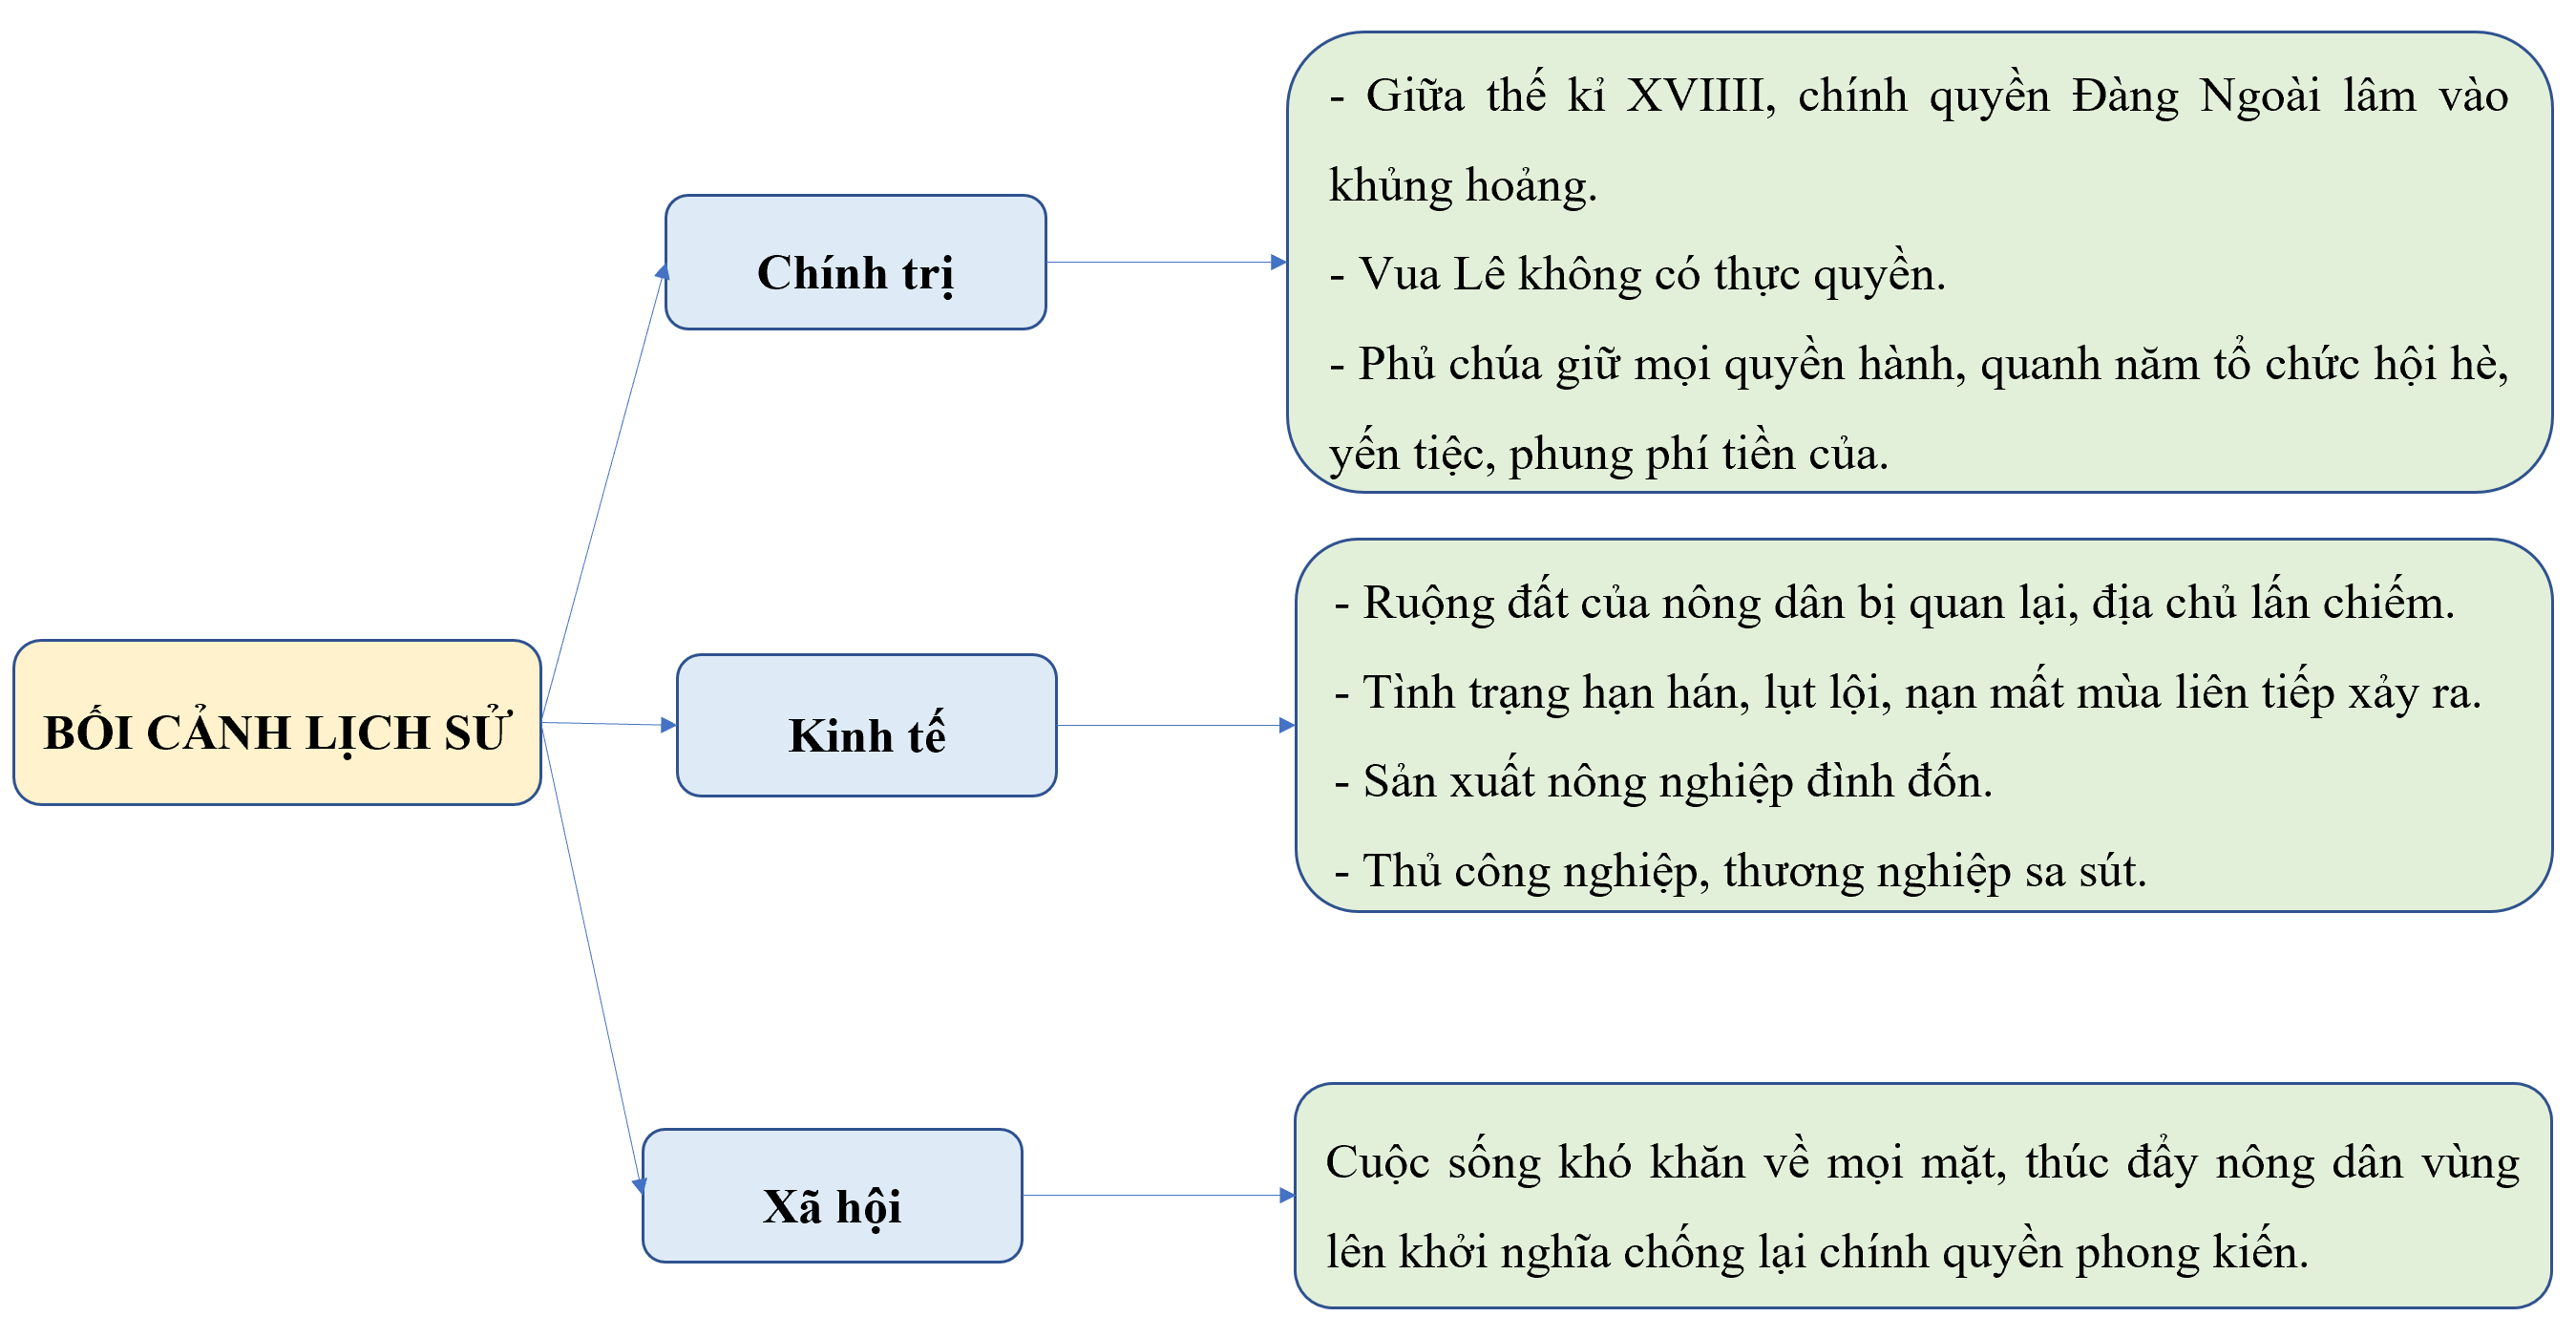 BỐI CẢNH LỊCH SỬ
Chính trị
- Giữa thế kỉ XVIIII, chính quyền Đàng Ngoài lâm vào
khủng hoảng.
- Vua Lê không có thực quyền.
- Phủ chúa giữ mọi quyền hành, quanh năm tổ chức hội hè,
yến tiệc, phung phí tiền của.
Kinh tế
- Ruộng đất của nông dân bị quan lại, địa chủ lấn chiếm.
- Tình trạng hạn hán, lụt lội, nạn mất mùa liên tiếp xảy ra.
- Sản xuất nông nghiệp đình đốn.
- Thủ công nghiệp, thương nghiệp sa sút.
Xã hội
Cuộc sống khó khăn về mọi mặt, thúc đẩy nông dân vùng
lên khởi nghĩa chống lại chính quyền phong kiến.